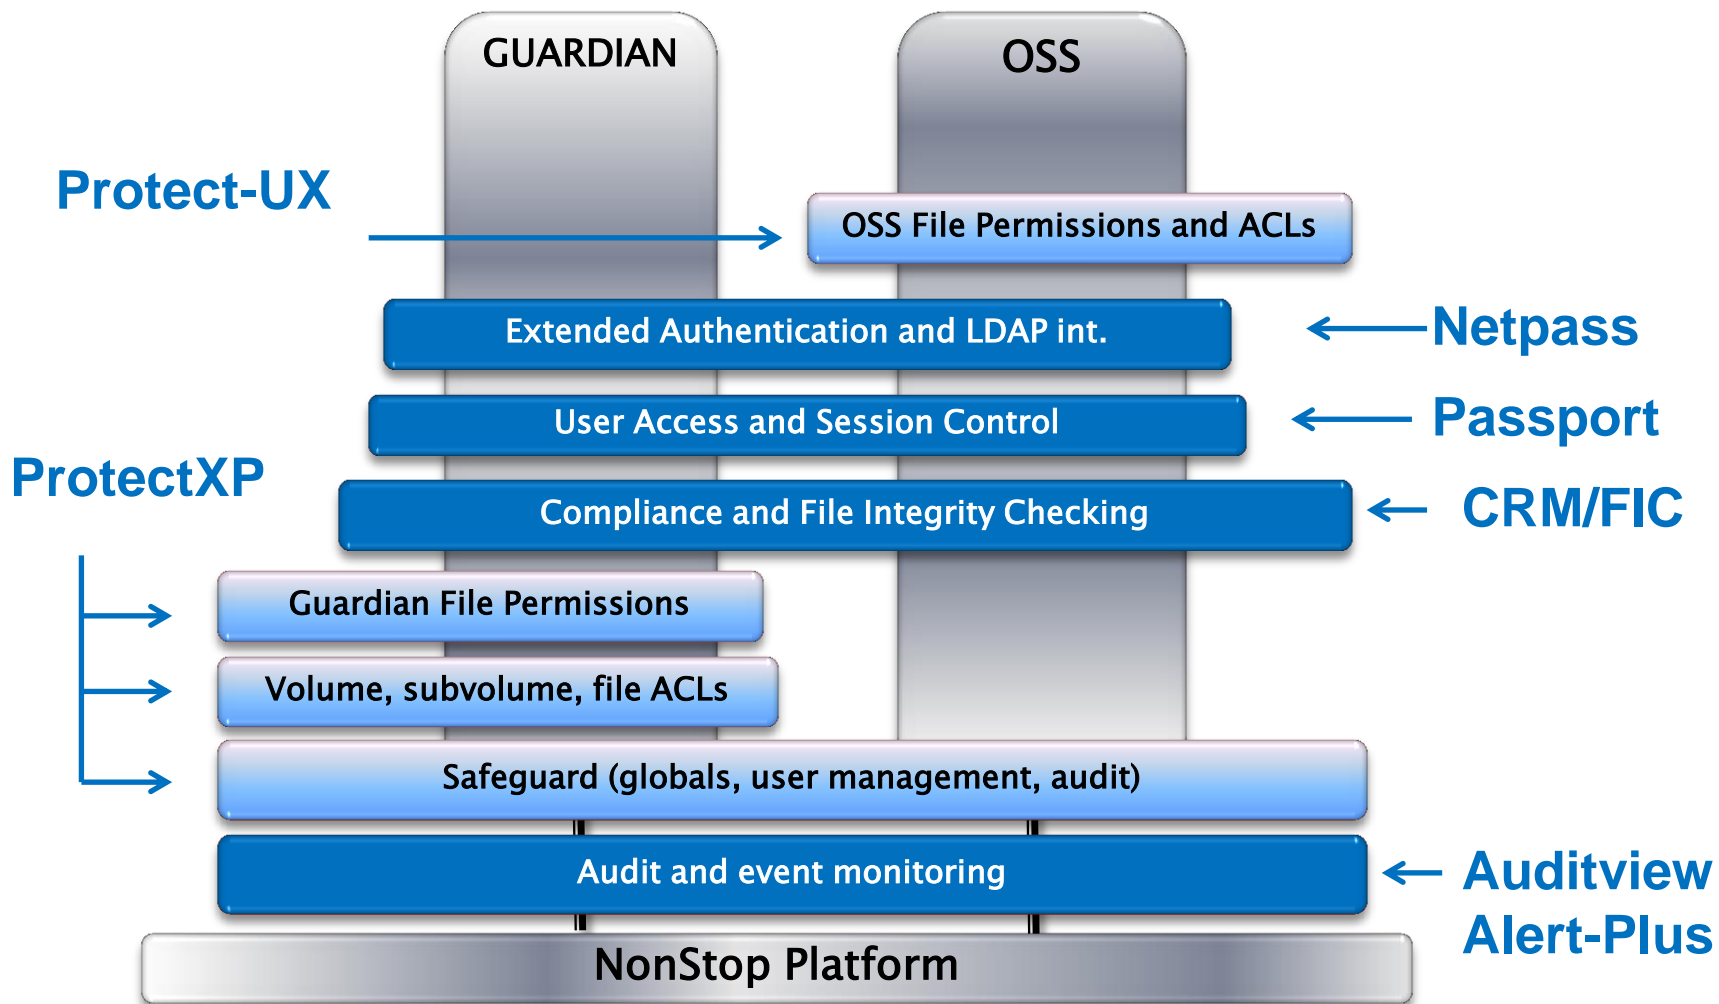 GUARDIAN
OSS
Protect-UX
OSS File Permissions and ACLs
Extended Authentication and LDAP int.
Netpass
User Access and Session Control
Passport
ProtectXP
Compliance and File Integrity Checking
CRM/FIC
Guardian File Permissions
Volume, subvolume, file ACLs
Safeguard (globals, user management, audit)
Audit and event monitoring
Auditview
Alert-Plus
NonStop Platform